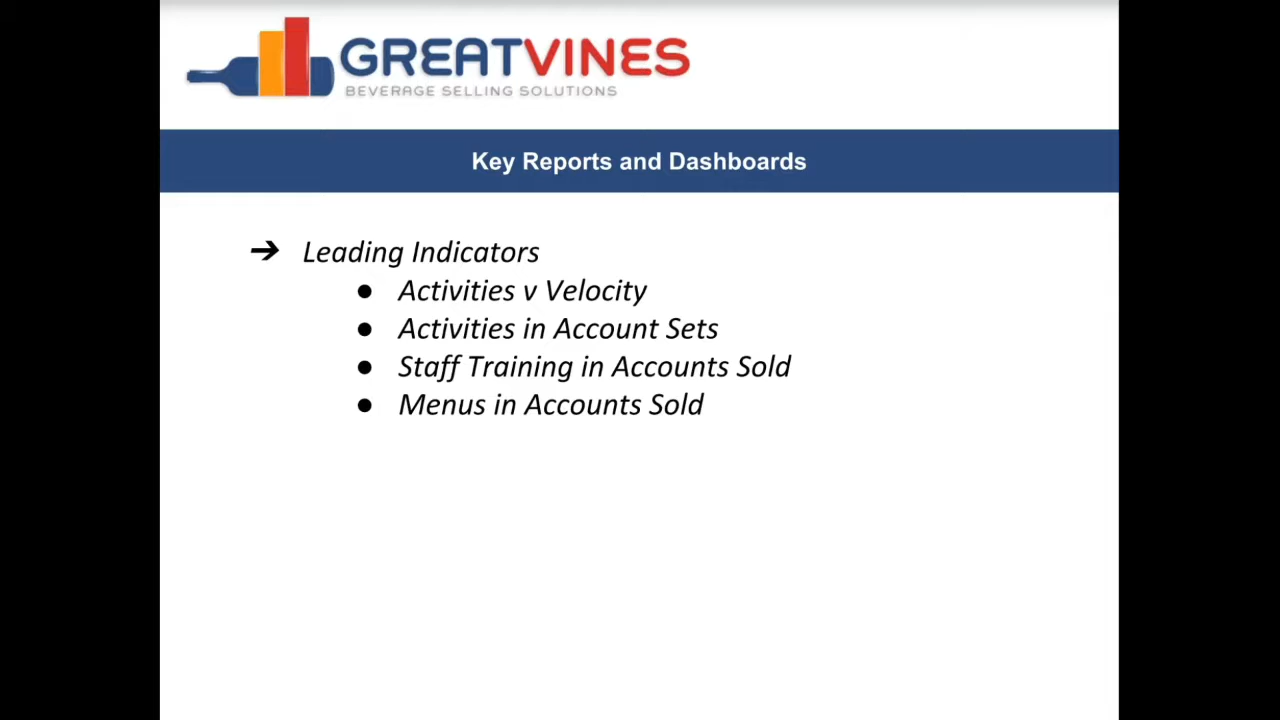 GREATVINES
BEVERAGE SELLING SOLUTIONS
Key Reports and Dashboards
➔ Leading Indicators
● Activities v Velocity
● Activities in Account Sets
● Staff Training in Accounts Sold
● Menus in Accounts Sold